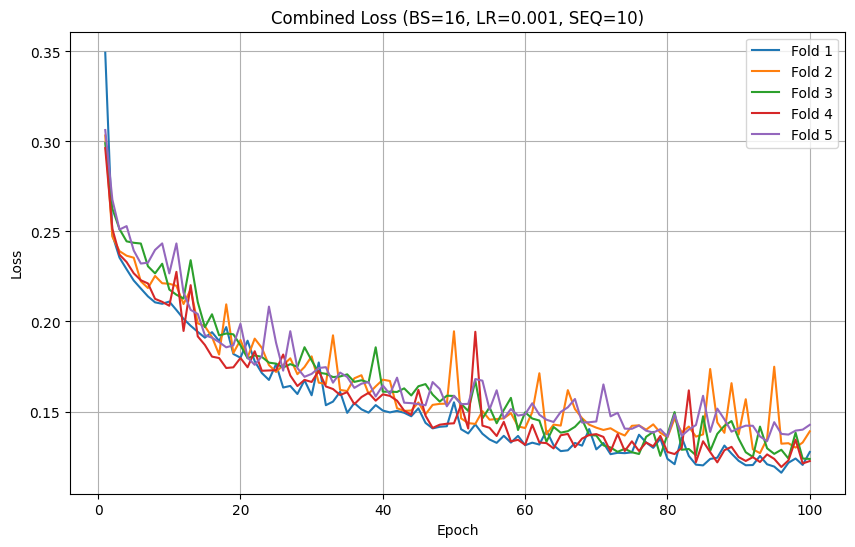 Combined Loss (BS=16, LR=0.001, SEQ=10)
0.35
0.30
0.25
0.20
0.15
Loss
0
20
40
60
80
100
Epoch
Fold 1
Fold 2
Fold 3
Fold 4
Fold 5